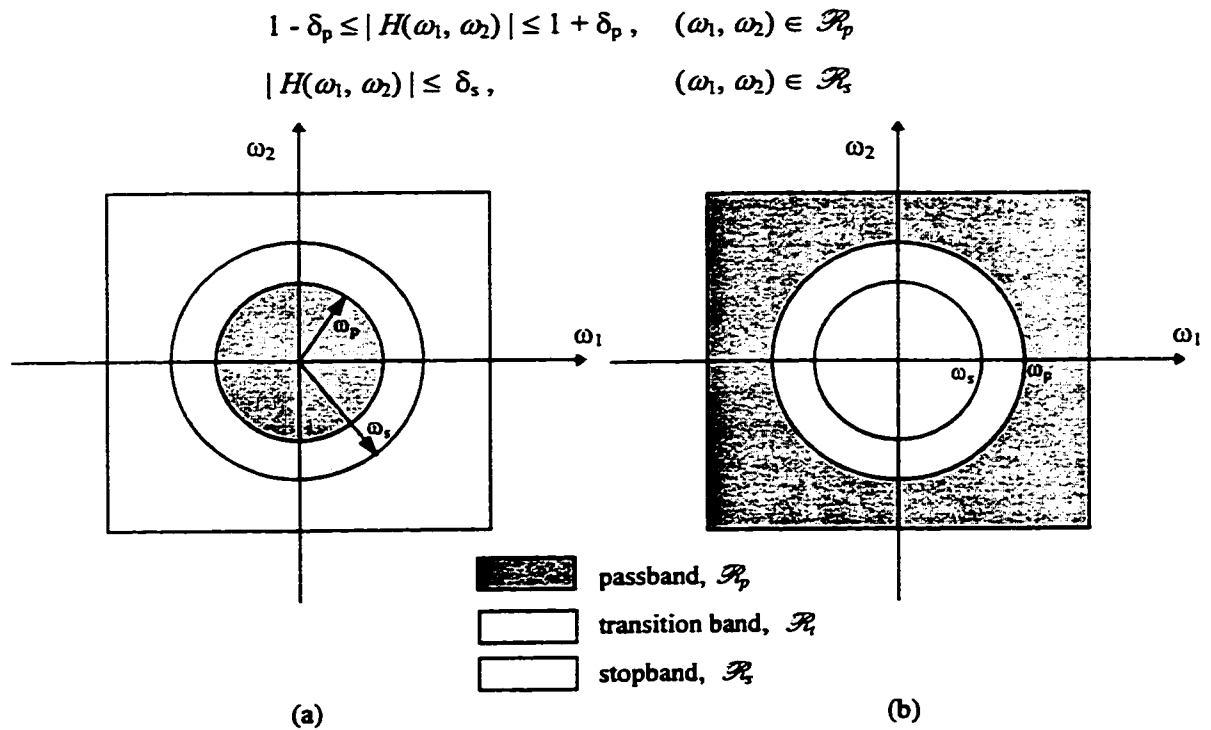 1 - δp ≤ | H(ω1, ω2) | ≤ 1 + δp , (ω1, ω2) ∈ ℛp
| H(ω1, ω2) | ≤ δs , (ω1, ω2) ∈ ℛs
ω2
ω2
ωp
ω1
ω1
ωs
ωp
ωs
passband, ℛp
transition band, ℛt
stopband, ℛs
(a)
(b)